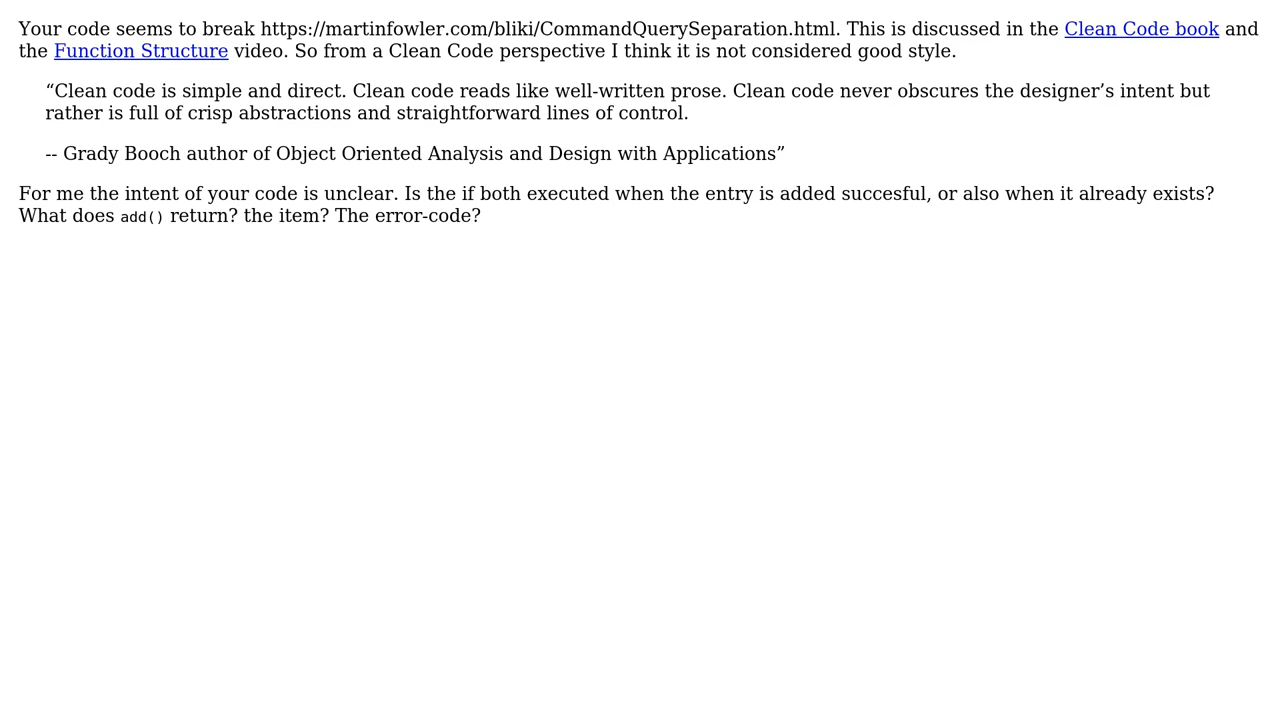 Your code seems to break https://martinfowler.com/bliki/CommandQuerySeparation.html. This is discussed in the Clean Code book and
the Function Structure video. So from a Clean Code perspective I think it is not considered good style.
“Clean code is simple and direct. Clean code reads like well-written prose. Clean code never obscures the designer’s intent but
rather is full of crisp abstractions and straightforward lines of control.
-- Grady Booch author of Object Oriented Analysis and Design with Applications”
For me the intent of your code is unclear. Is the if both executed when the entry is added succesful, or also when it already exists?
What does add() return? the item? The error-code?